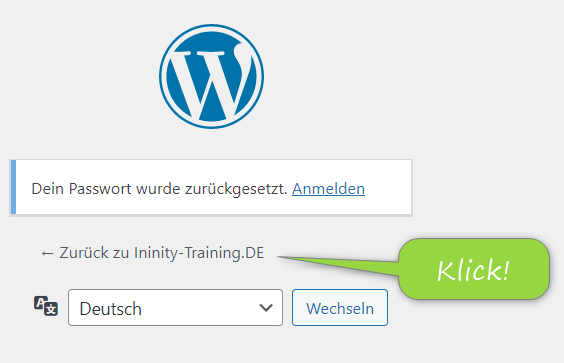 Dein Passwort wurde zurückgesetzt. Anmelden
← Zurück zu Ininity-Training.DE
Klick!
Deutsch
Wechseln